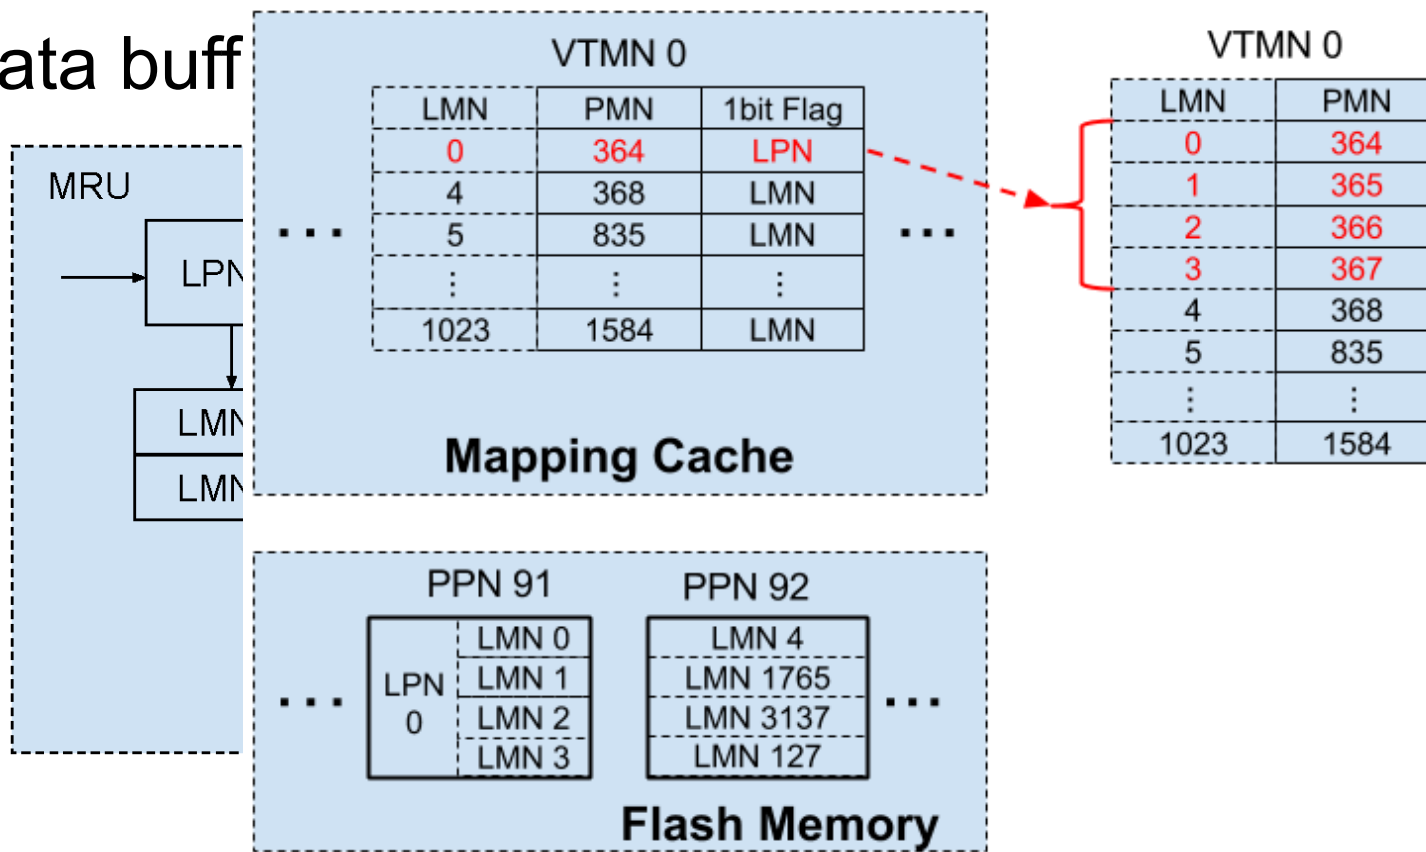 ata buff
MRU
LPN
LMN
LMN
VTMN 0
LMN PMN 1bit Flag
0 364 LPN
4 368 LMN
5 835 LMN
⋮ ⋮ ⋮
1023 1584 LMN
... ...
Mapping Cache
VTMN 0
LMN PMN
0 364
1 365
2 366
3 367
4 368
5 835
⋮ ⋮
1023 1584
PPN 91
LPN 0
LMN 0
LMN 1
LMN 2
LMN 3
PPN 92
LMN 4
LMN 1765
LMN 3137
LMN 127
... ...
Flash Memory